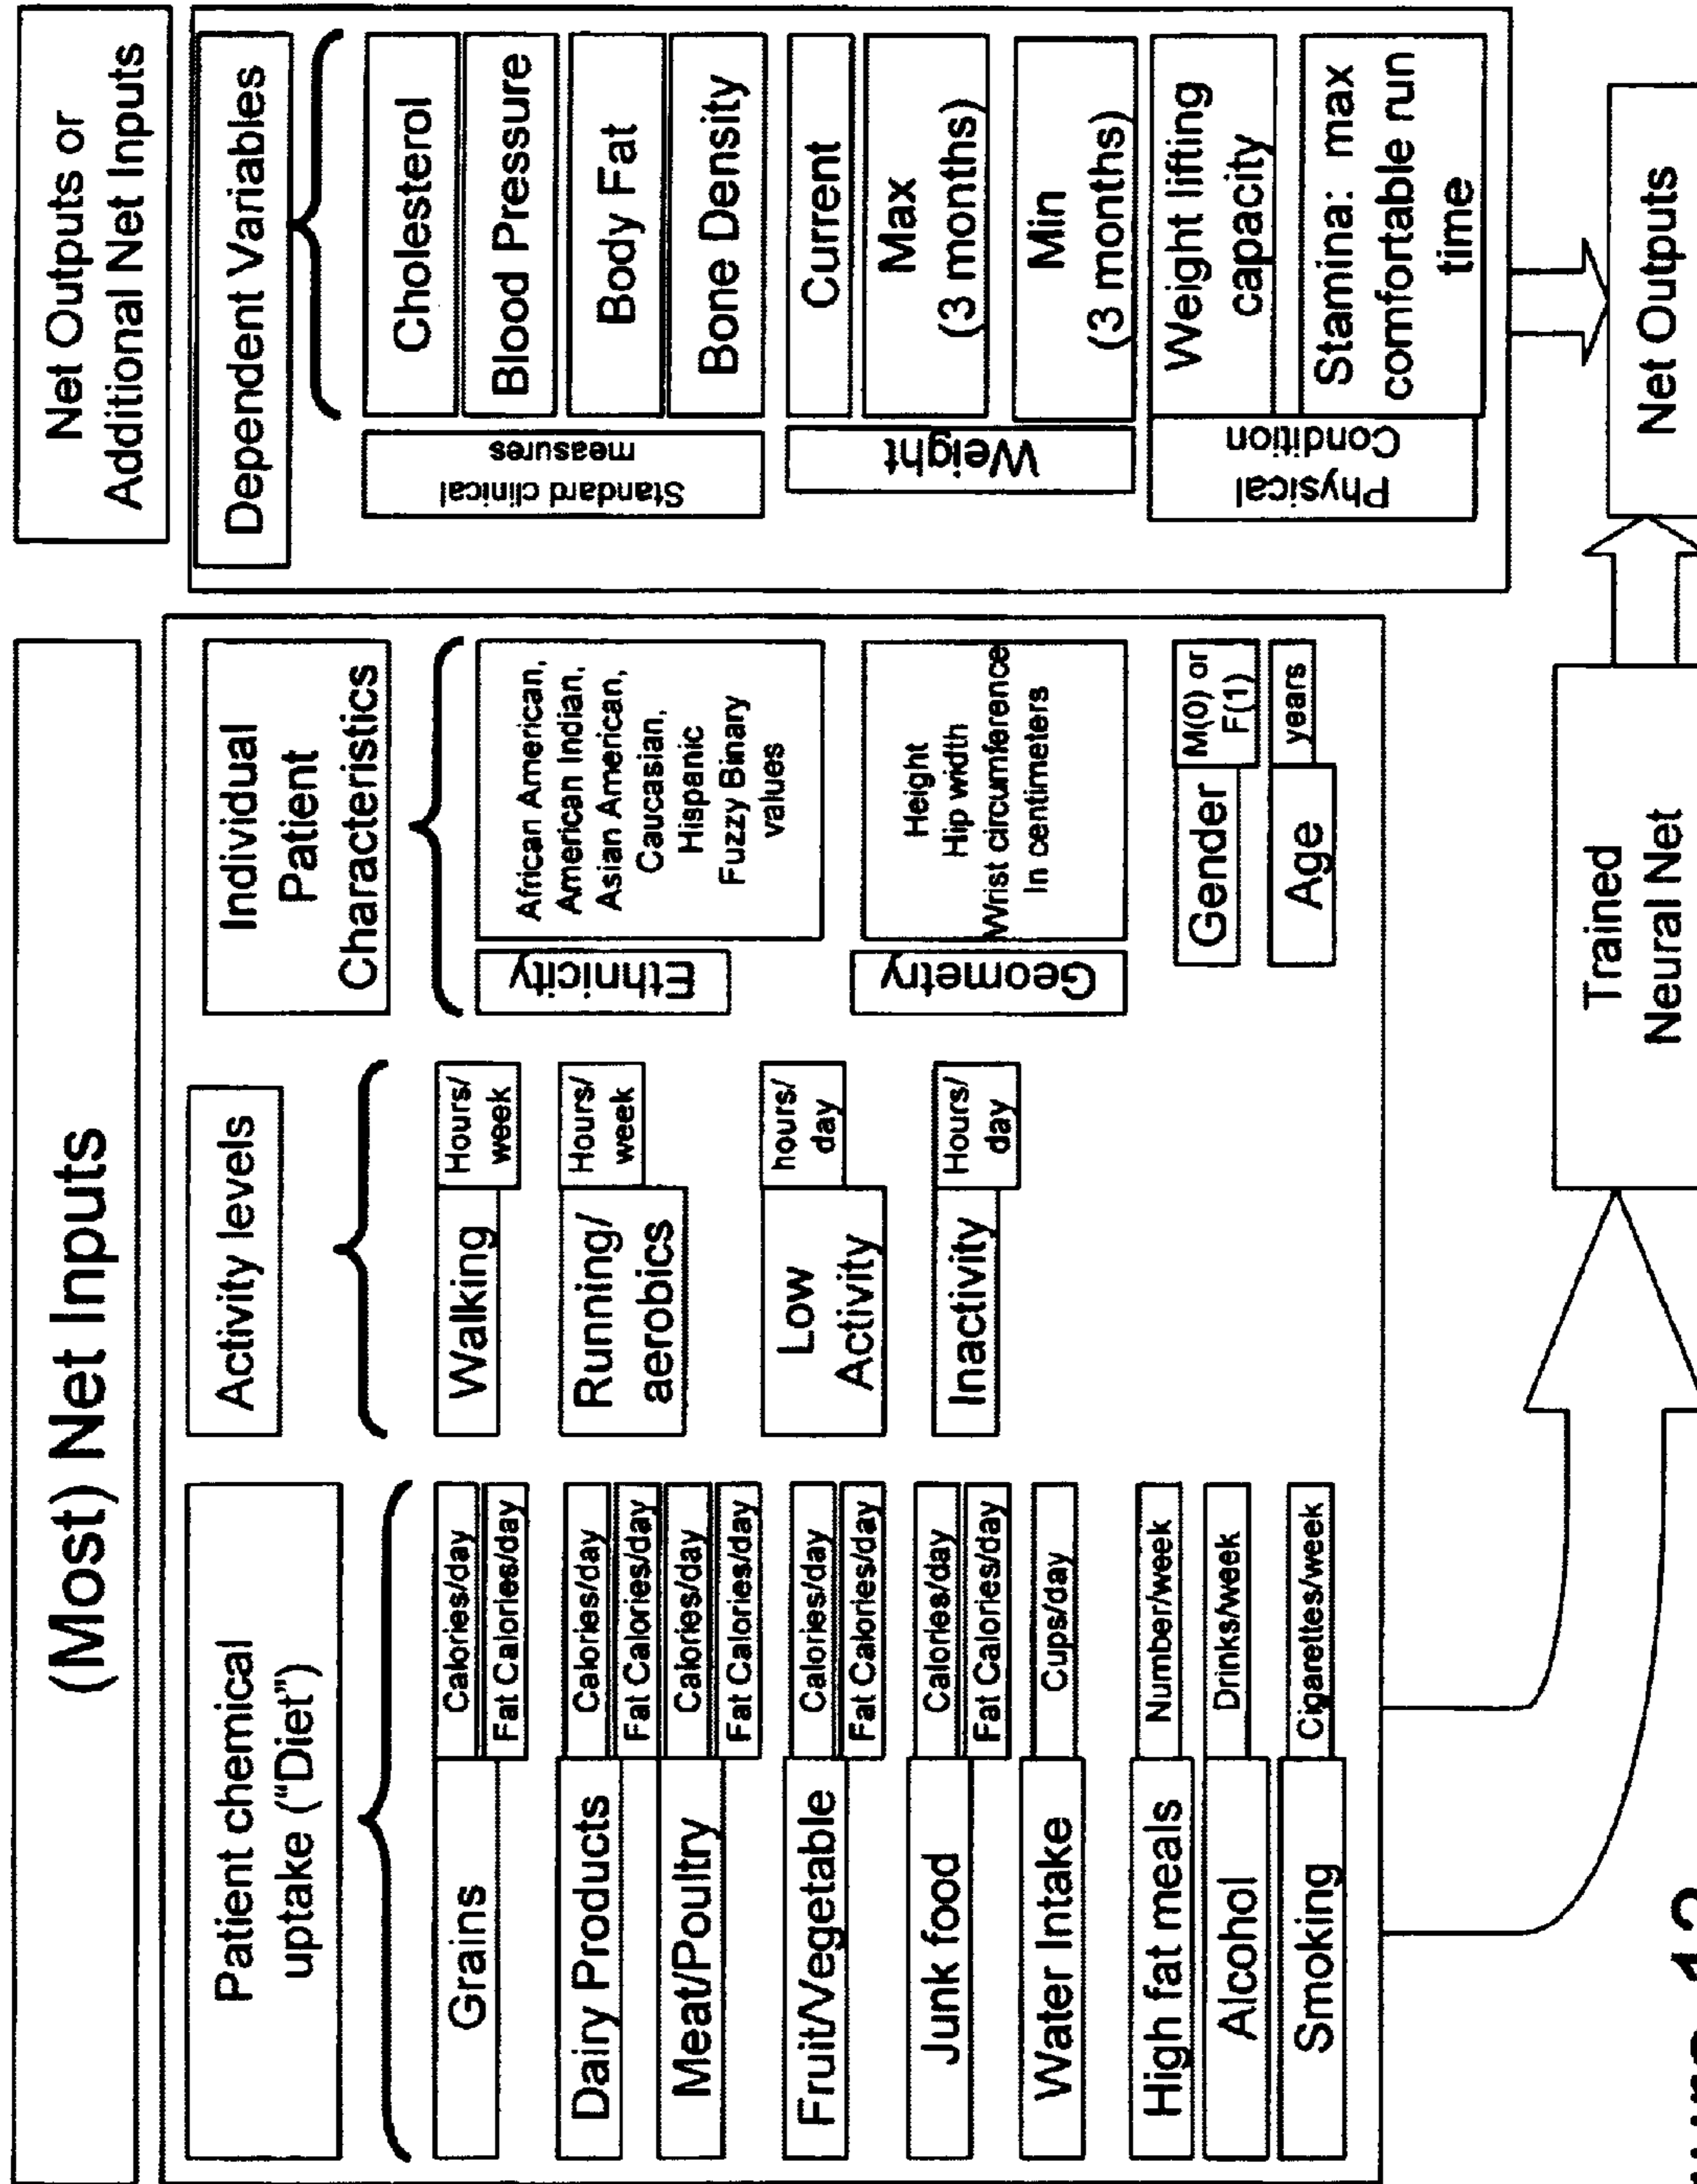 (Most) Net Inputs
Patient chemical
uptake ("Diet")
Grains
Calories/day
Fat Calories/day
Dairy Products
Calories/day
Fat Calories/day
Meat/Poultry
Calories/day
Fat Calories/day
Fruit/Vegetable
Calories/day
Fat Calories/day
Junk food
Calories/day
Fat Calories/day
Water Intake
Cups/day
High fat meals
Number/week
Alcohol
Drinks/week
Smoking
Cigarettes/week
Activity levels
Walking
Hours/
week
Running/
aerobics
Hours/
week
Low
Activity
hours/
day
Inactivity
Hours/
day
Individual
Patient
Characteristics
Ethnicity
African American,
American Indian,
Asian American,
Caucasian,
Hispanic
Fuzzy Binary
values
Geometry
Height
Hip width
Wrist circumference
In centimeters
Gender
M(0) or
F(1)
Age
years
Net Outputs or
Additional Net Inputs
Dependent Variables
Standard clinical
measures
Cholesterol
Blood Pressure
Body Fat
Bone Density
Weight
Current
Max
(3 months)
Min
(3 months)
Physical
Condition
Weight lifting
capacity
Stamina: max
comfortable run
time
Trained
Neural Net
Net Outputs